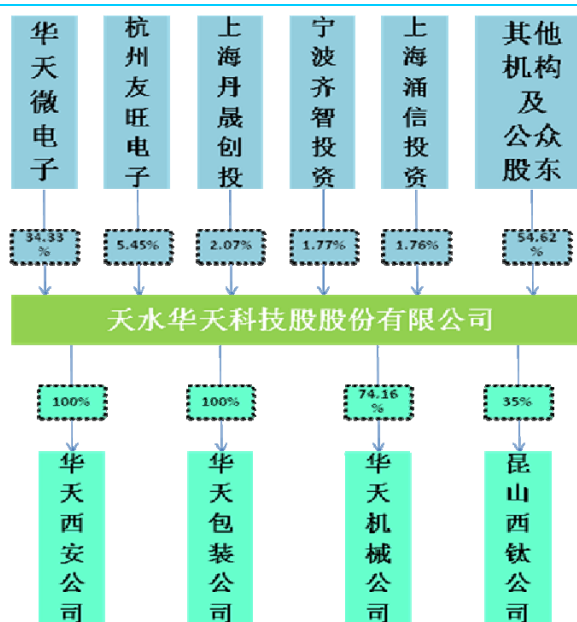 华天微电子
杭州友旺电子
上海丹晟创投
宁波齐智投资
上海涌信投资
其他机构及公众股东
34.33%
5.45%
2.07%
1.77%
1.76%
54.62%
天水华天科技股股份有限公司
100%
100%
74.16%
35%
华天西安公司
华天包装公司
华天机械公司
昆山西钛公司